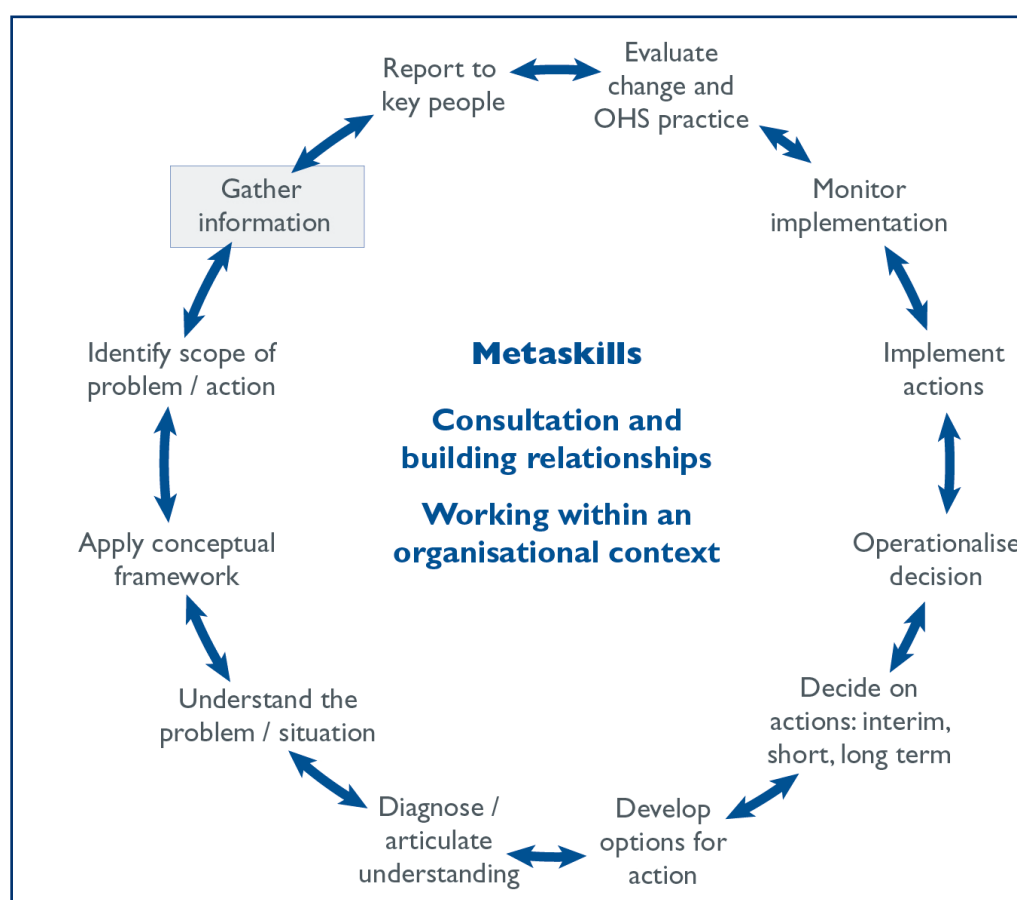 Report to
key people
Evaluate
change and
OHS practice
Gather
information
Monitor
implementation
Identify scope of
problem / action
Metaskills
Implement
actions
Consultation and
building relationships
Working within an
organisational context
Apply conceptual
framework
Operationalise
decision
Understand the
problem / situation
Decide on
actions: interim,
short, long term
Diagnose /
articulate
understanding
Develop
options for
action